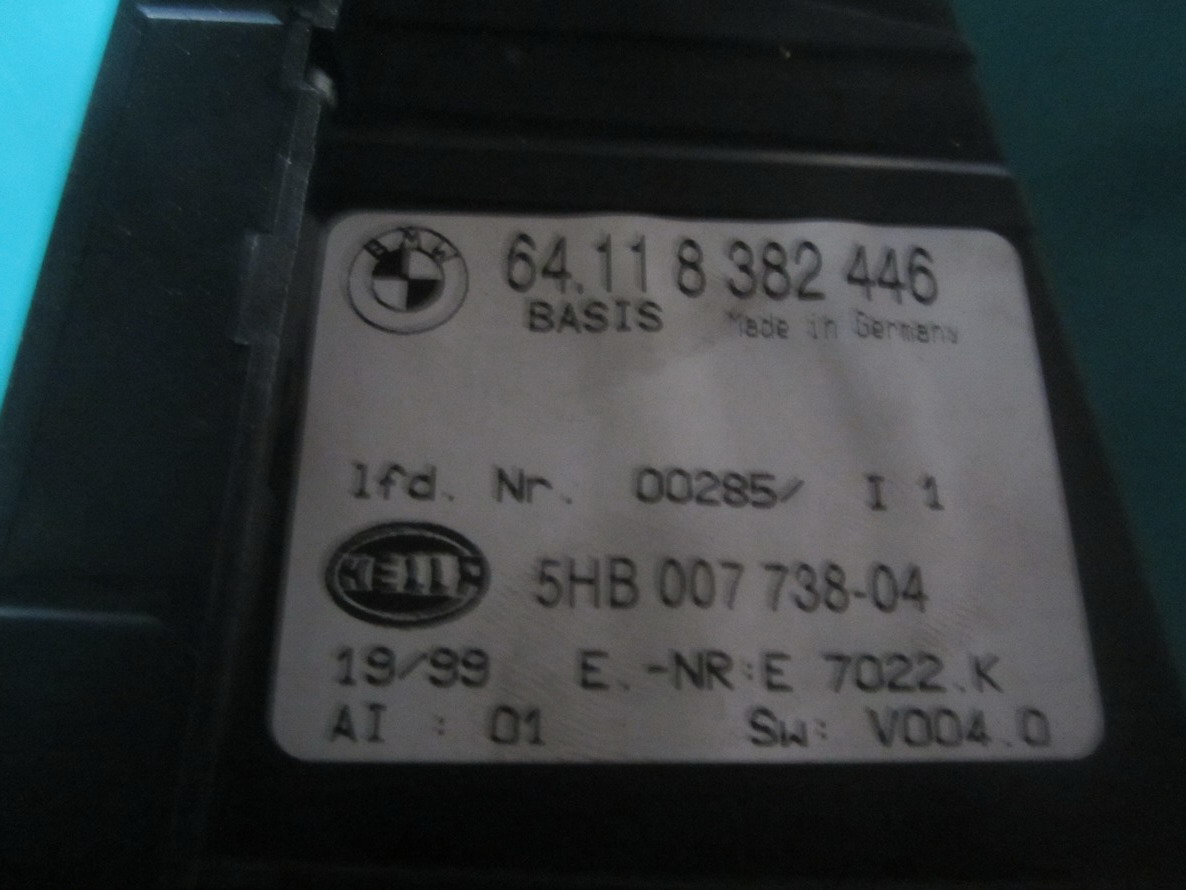 BMW
64.11 8 382 446
BASIS Made in Germany
lfd. Nr. 00285/ I 1
HELLA 5HB 007 738-04
19/99 E.-NR:E 7022.K
AI : 01 Sw: V004.0